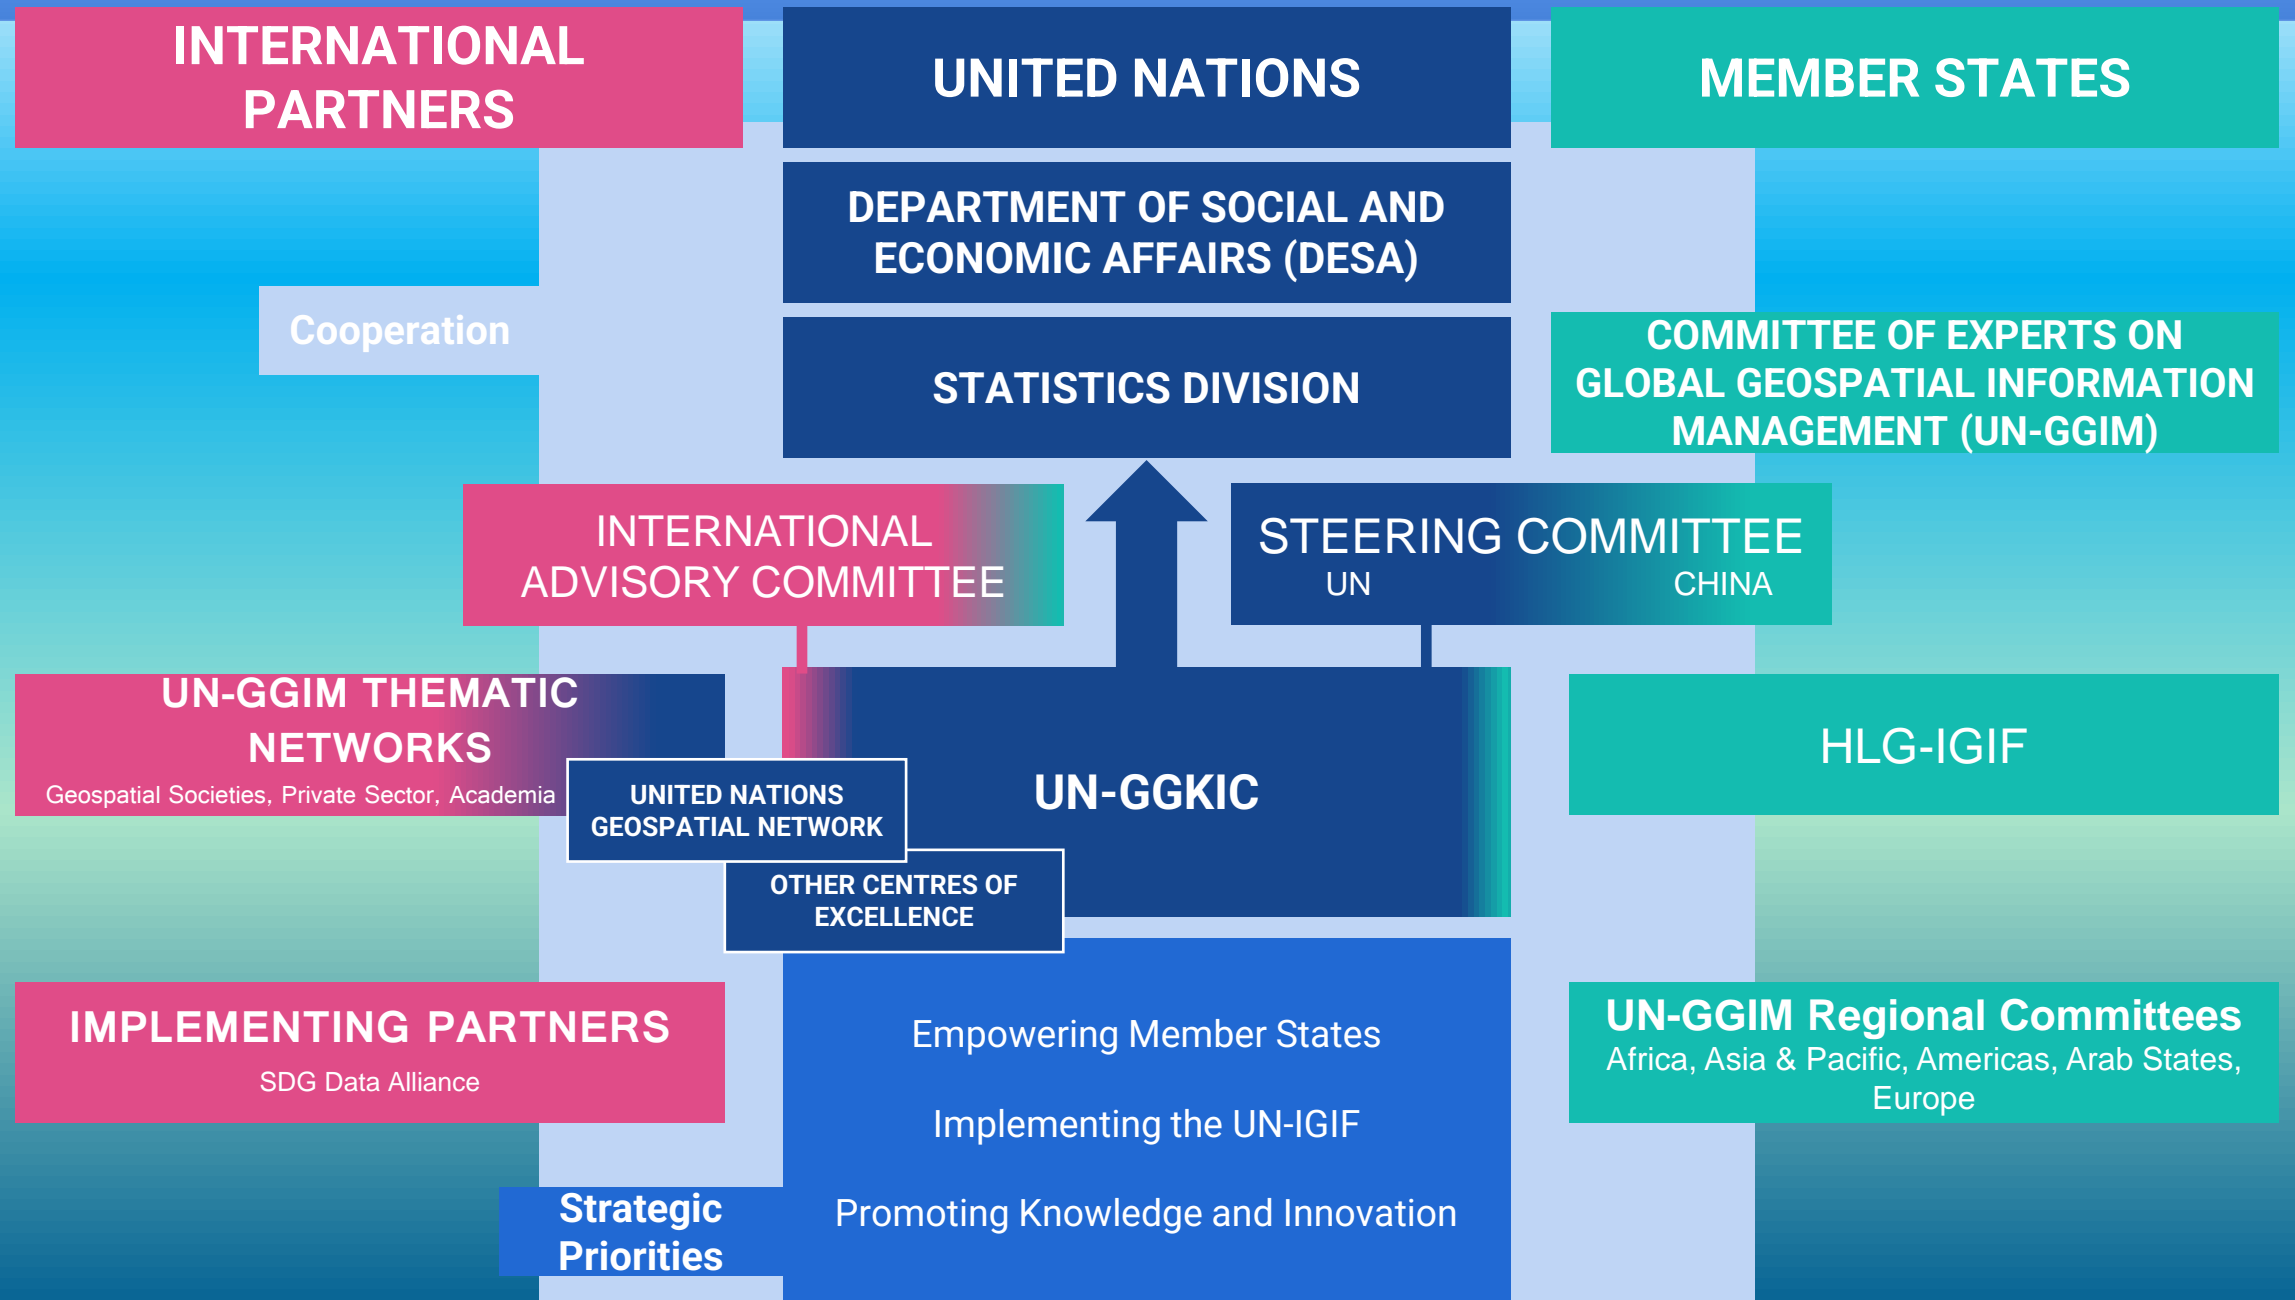 INTERNATIONAL
PARTNERS
UNITED NATIONS
MEMBER STATES
DEPARTMENT OF SOCIAL AND
ECONOMIC AFFAIRS (DESA)
Cooperation
STATISTICS DIVISION
COMMITTEE OF EXPERTS ON
GLOBAL GEOSPATIAL INFORMATION
MANAGEMENT (UN-GGIM)
INTERNATIONAL
ADVISORY COMMITTEE
STEERING COMMITTEE
UN CHINA
UN-GGIM THEMATIC
NETWORKS
Geospatial Societies, Private Sector, Academia
UNITED NATIONS
GEOSPATIAL NETWORK
UN-GGKIC
HLG-IGIF
OTHER CENTRES OF
EXCELLENCE
IMPLEMENTING PARTNERS
SDG Data Alliance
Empowering Member States
Implementing the UN-IGIF
Promoting Knowledge and Innovation
UN-GGIM Regional Committees
Africa, Asia & Pacific, Americas, Arab States,
Europe
Strategic
Priorities